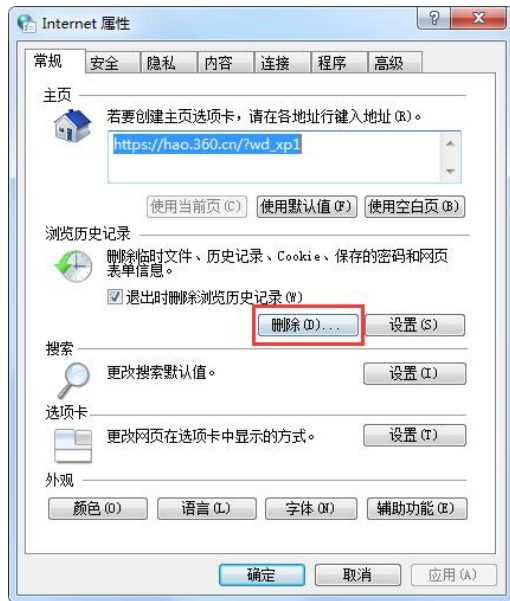 Internet 属性
常规 安全 隐私 内容 连接 程序 高级
主页
若要创建主页选项卡，请在各地址行键入地址(R)。
https://hao.360.cn/?wd_xp1
使用当前页(C) 使用默认值(F) 使用空白页(B)
浏览历史记录
删除临时文件、历史记录、Cookie、保存的密码和网页
表单信息。
退出时删除浏览历史记录(W)
删除(D)... 设置(S)
搜索
更改搜索默认值。 设置(I)
选项卡
更改网页在选项卡中显示的方式。 设置(T)
外观
颜色(O) 语言(L) 字体(N) 辅助功能(E)
确定 取消 应用(A)